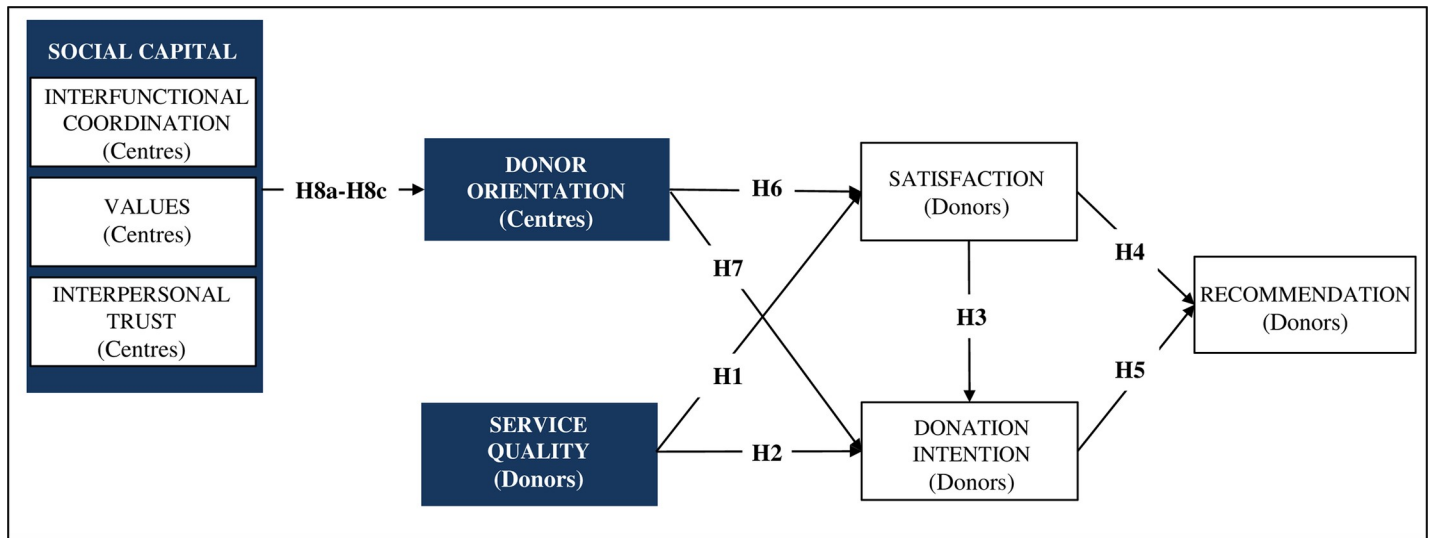 SOCIAL CAPITAL
INTERFUNCTIONAL
COORDINATION
(Centres)
VALUES
(Centres)
INTERPERSONAL
TRUST
(Centres)
H8a-H8c
DONOR
ORIENTATION
(Centres)
SERVICE
QUALITY
(Donors)
H6
H7
H1
H2
SATISFACTION
(Donors)
H3
DONATION
INTENTION
(Donors)
H4
H5
RECOMMENDATION
(Donors)